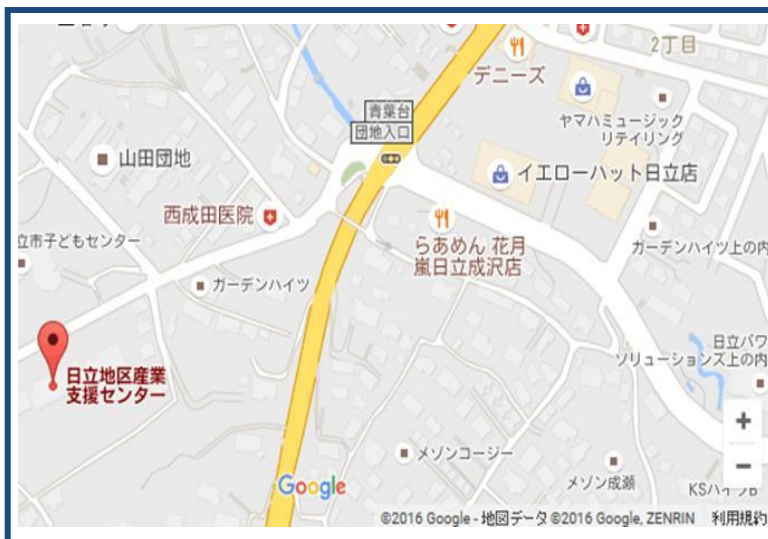 2丁目
デニーズ
青葉台
団地入口
ヤマハミュージック
リテイリング
山田団地
イエローハット日立店
西成田医院
らあめん 花月
嵐日立成沢店
立市子どもセンター
ガーデンハイツ上の内
ガーデンハイツ
日立パワ
ソリューションズ上の内
日立地区産業
支援センター
+
メゾンコージー
−
メゾン成瀬
KSハイツB
Google
©2016 Google - 地図データ ©2016 Google, ZENRIN 利用規約